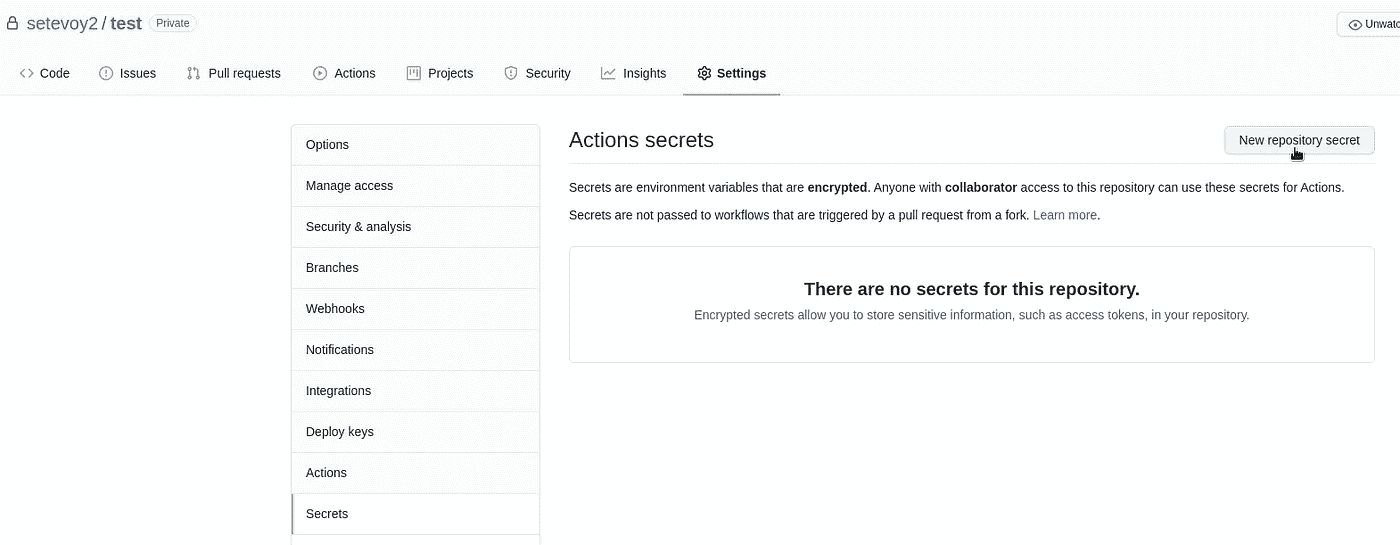 setevoy2 / test Private
Unwatc
Code Issues Pull requests Actions Projects Security Insights Settings
Options
Manage access
Security & analysis
Branches
Webhooks
Notifications
Integrations
Deploy keys
Actions
Secrets
Actions secrets
New repository secret
Secrets are environment variables that are encrypted. Anyone with collaborator access to this repository can use these secrets for Actions.
Secrets are not passed to workflows that are triggered by a pull request from a fork. Learn more.
There are no secrets for this repository.
Encrypted secrets allow you to store sensitive information, such as access tokens, in your repository.